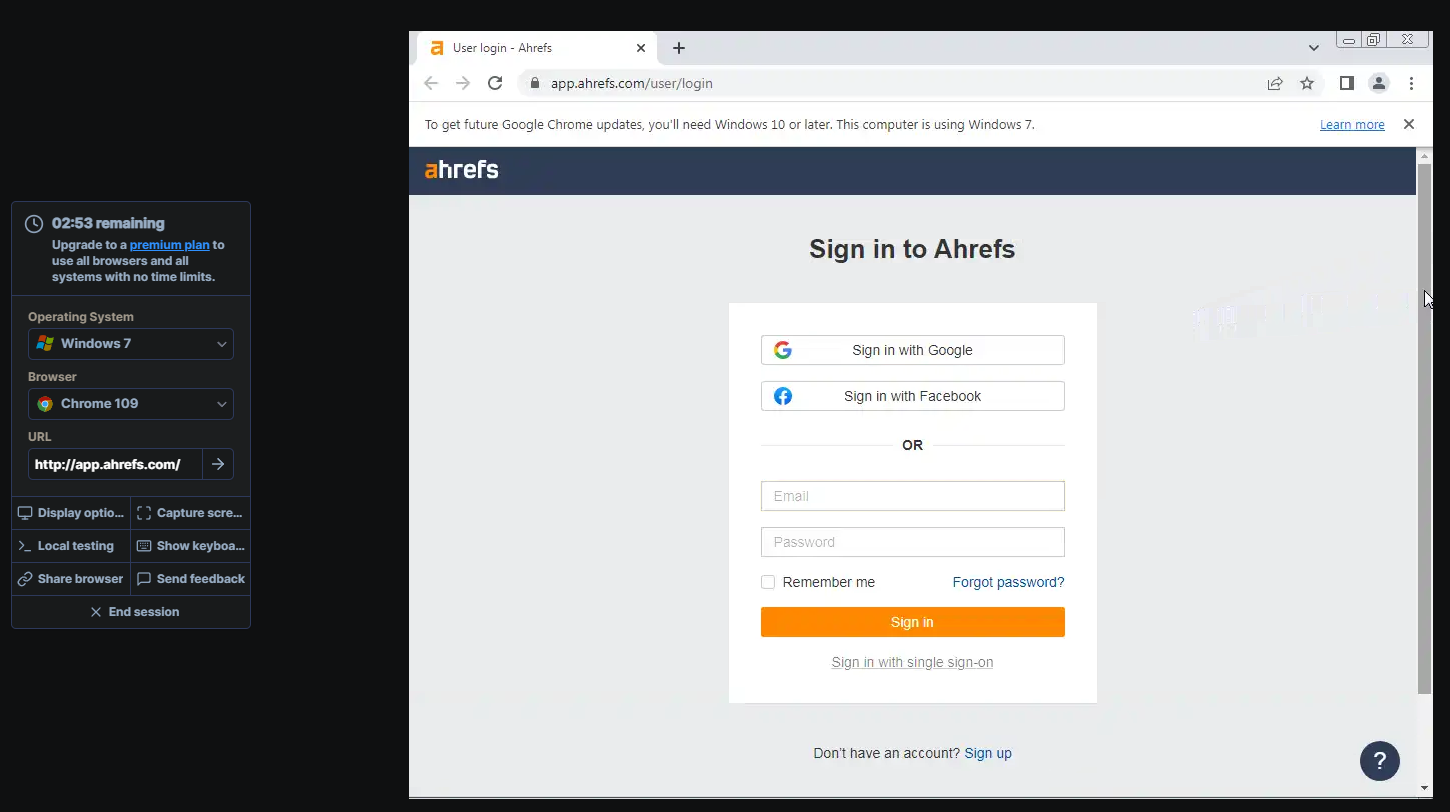 02:53 remaining
Upgrade to a premium plan to
use all browsers and all
systems with no time limits.
Operating System
Windows 7
Browser
Chrome 109
URL
http://app.ahrefs.com/
Display optio...
Capture scre...
Local testing
Show keyboa...
Share browser
Send feedback
End session
User login - Ahrefs
app.ahrefs.com/user/login
To get future Google Chrome updates, you'll need Windows 10 or later. This computer is using Windows 7.
Learn more
ahrefs
Sign in to Ahrefs
Sign in with Google
Sign in with Facebook
OR
Email
Password
Remember me
Forgot password?
Sign in
Sign in with single sign-on
Don't have an account? Sign up
?